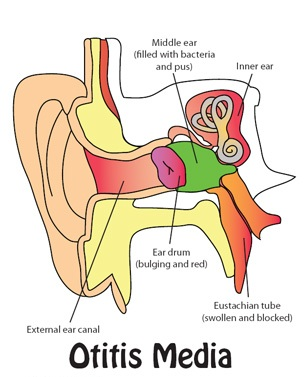 Middle ear
(filled with bacteria
and pus)
Inner ear
Ear drum
(bulging and red)
Eustachian tube
(swollen and blocked)
External ear canal
Otitis Media